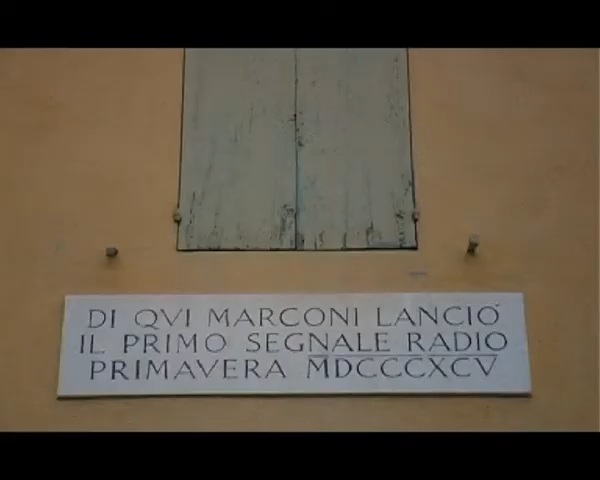 DI QVI MARCONI LANCIÒ
IL PRIMO SEGNALE RADIO
PRIMAVERA MDCCCXCV